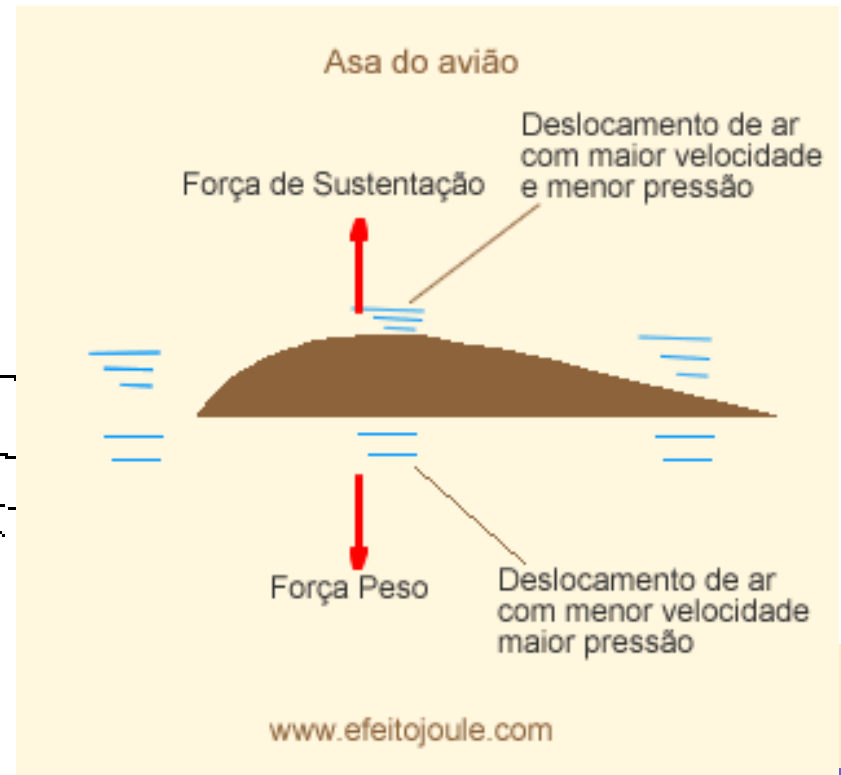 Asa do avião
Deslocamento de ar
com maior velocidade
e menor pressão
Força de Sustentação
Força Peso
Deslocamento de ar
com menor velocidade
maior pressão
www.efeitojoule.com